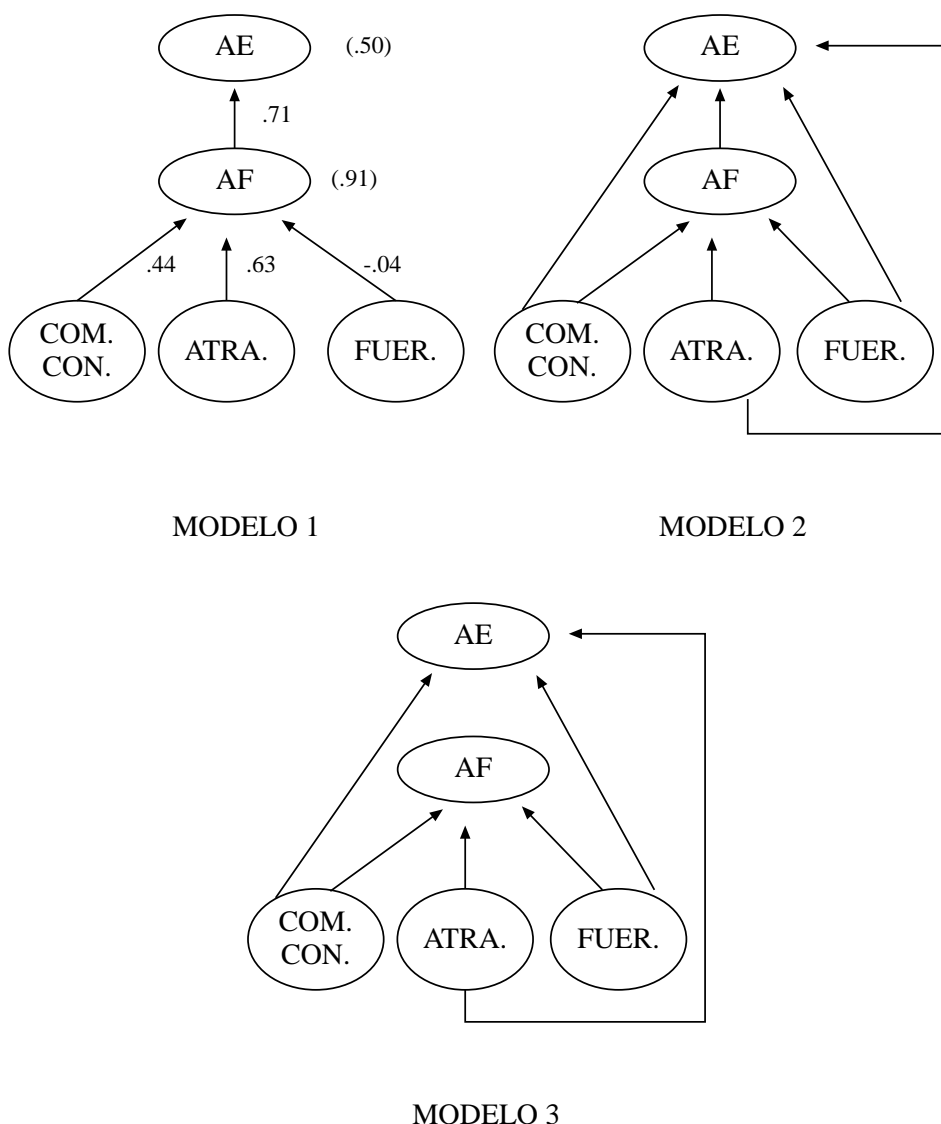 AE (.50)
.71
AF (.91)
.44 .63 -.04
COM.
CON.
ATRA.
FUER.
MODELO 1
AE
AF
COM.
CON.
ATRA.
FUER.
MODELO 2
AE
AF
COM.
CON.
ATRA.
FUER.
MODELO 3